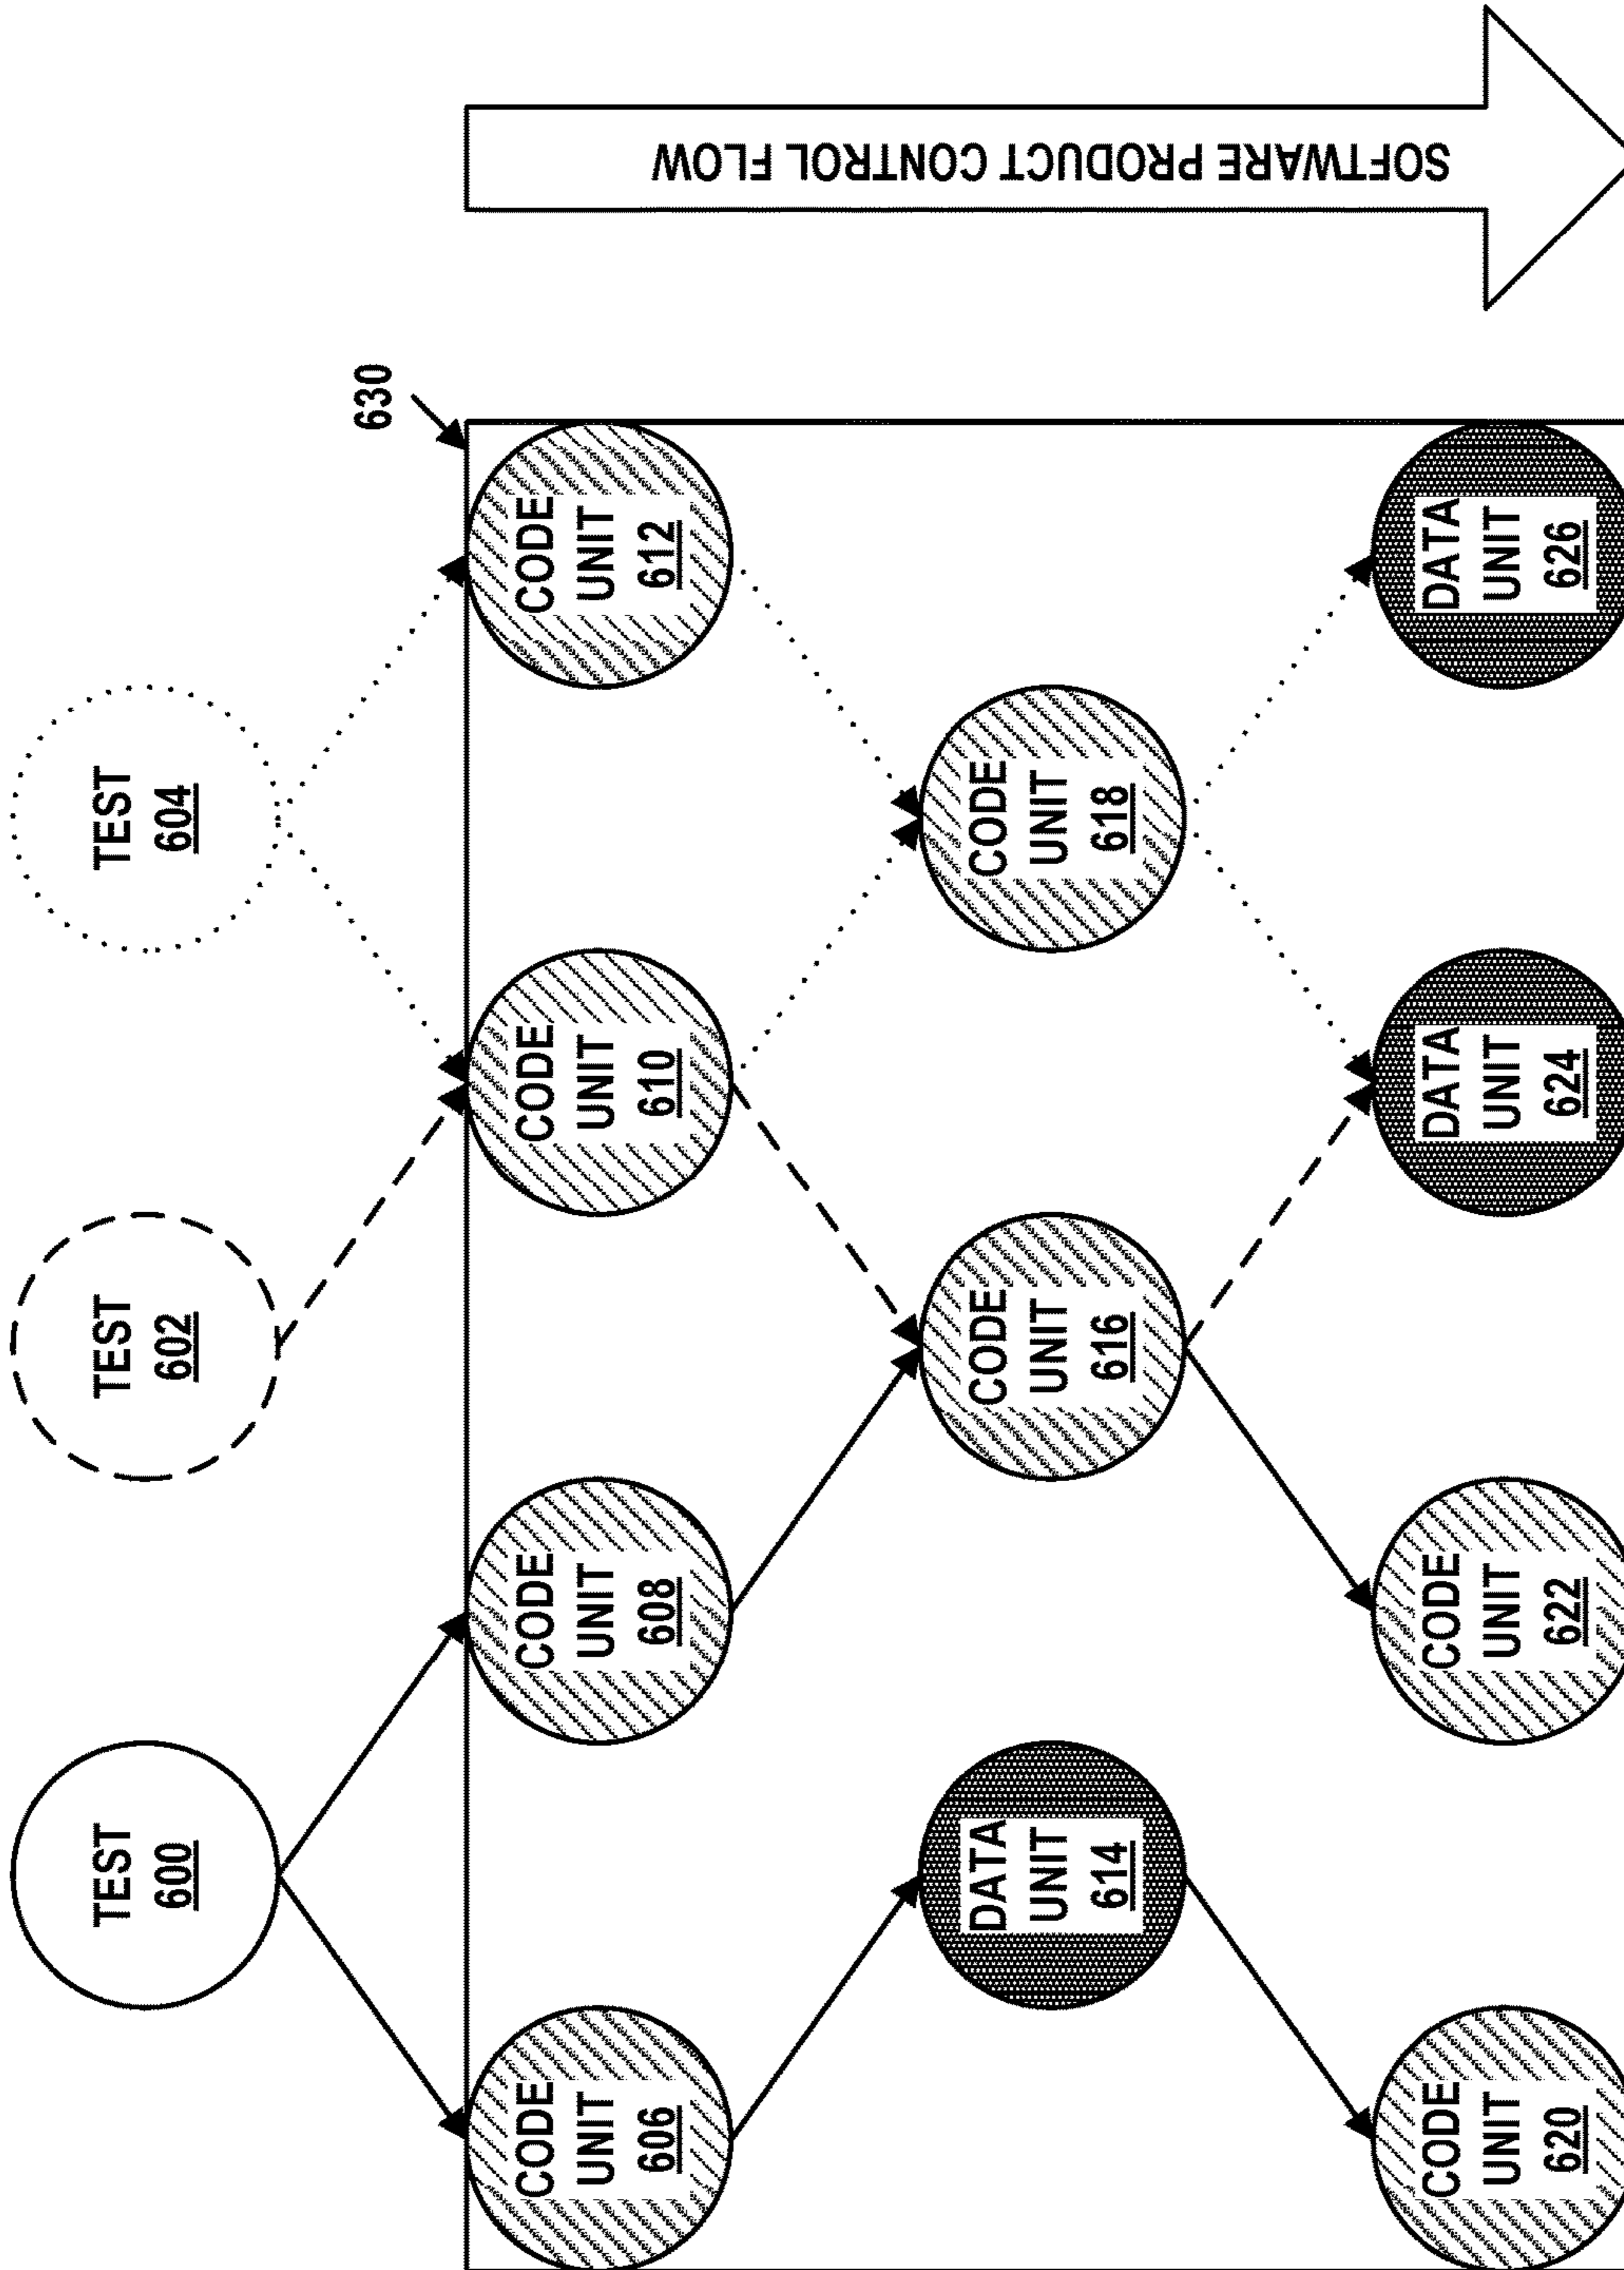 TEST
600
TEST
602
TEST
604
630
CODE
UNIT
606
CODE
UNIT
608
CODE
UNIT
610
CODE
UNIT
612
DATA
UNIT
614
CODE
UNIT
616
CODE
UNIT
618
CODE
UNIT
620
CODE
UNIT
622
DATA
UNIT
624
DATA
UNIT
626
SOFTWARE PRODUCT CONTROL FLOW